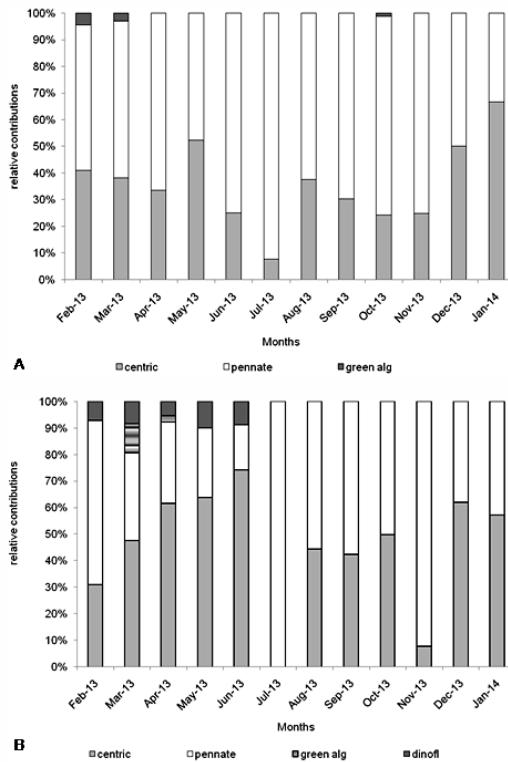 100%
90%
80%
70%
60%
50%
40%
30%
20%
10%
0%
relative contributions
Feb-13 Mar-13 Apr-13 May-13 Jun-13 Jul-13 Aug-13 Sep-13 Oct-13 Nov-13 Dec-13 Jan-14
Months
A
centric pennate green alg
100%
90%
80%
70%
60%
50%
40%
30%
20%
10%
0%
relative contributions
Feb-13 Mar-13 Apr-13 May-13 Jun-13 Jul-13 Aug-13 Sep-13 Oct-13 Nov-13 Dec-13 Jan-14
Months
B
centric pennate green alg dinofl